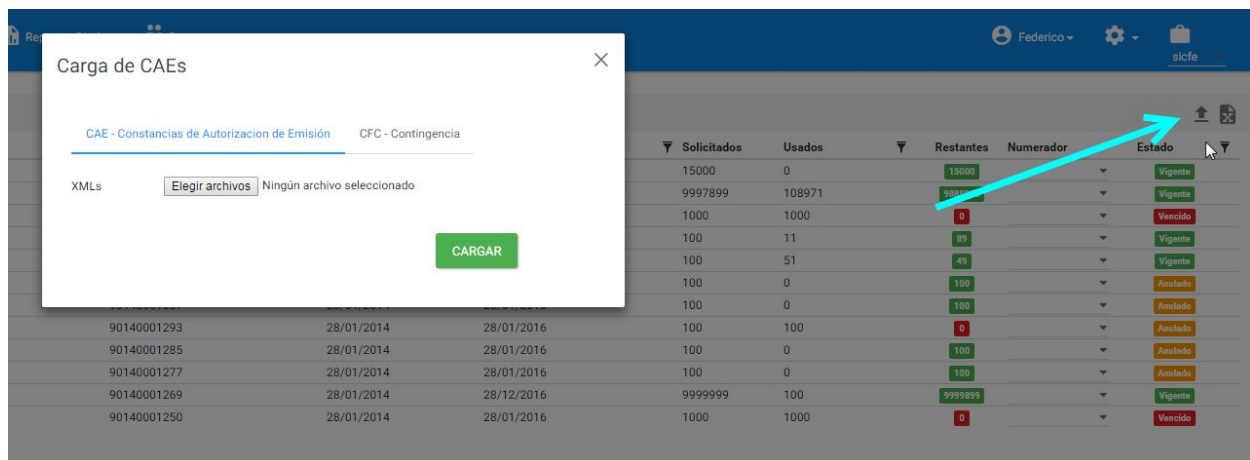 Federico
sicfe
Carga de CAEs
CAE - Constancias de Autorizacion de Emisión CFC - Contingencia
XMLs Elegir archivos Ningún archivo seleccionado
CARGAR
Solicitados Usados Restantes Numerador Estado
15000 0 15000 Vigente
9997899 108971 Vigente
1000 1000 0 Vencido
100 11 89 Vigente
100 51 49 Vigente
100 0 100 Anulado
100 0 100 Anulado
90140001293 28/01/2014 28/01/2016 100 100 0 Anulado
90140001285 28/01/2014 28/01/2016 100 0 100 Anulado
90140001277 28/01/2014 28/01/2016 100 0 100 Anulado
90140001269 28/01/2014 28/12/2016 9999999 100 9999899 Vigente
90140001250 28/01/2014 28/01/2016 1000 1000 0 Vencido